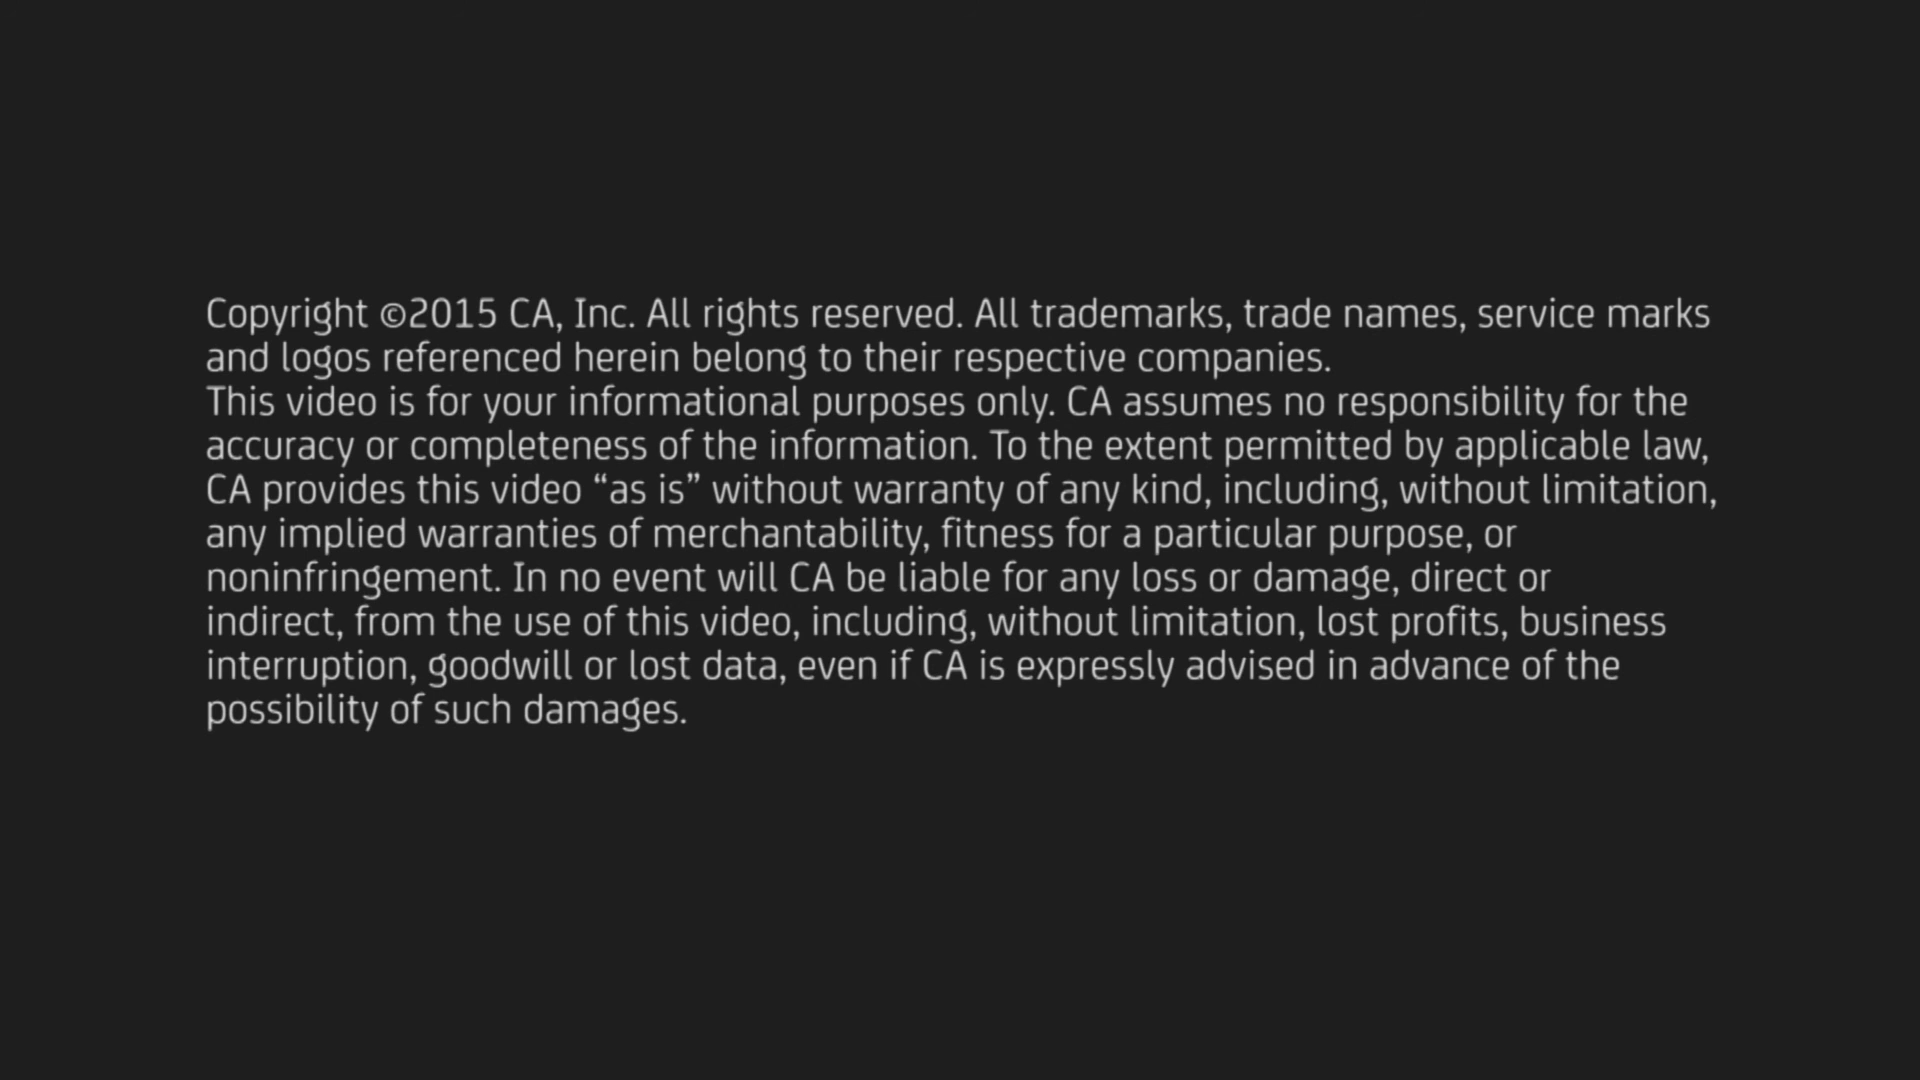 Copyright ©2015 CA, Inc. All rights reserved. All trademarks, trade names, service marks
and logos referenced herein belong to their respective companies.
This video is for your informational purposes only. CA assumes no responsibility for the
accuracy or completeness of the information. To the extent permitted by applicable law,
CA provides this video “as is” without warranty of any kind, including, without limitation,
any implied warranties of merchantability, fitness for a particular purpose, or
noninfringement. In no event will CA be liable for any loss or damage, direct or
indirect, from the use of this video, including, without limitation, lost profits, business
interruption, goodwill or lost data, even if CA is expressly advised in advance of the
possibility of such damages.